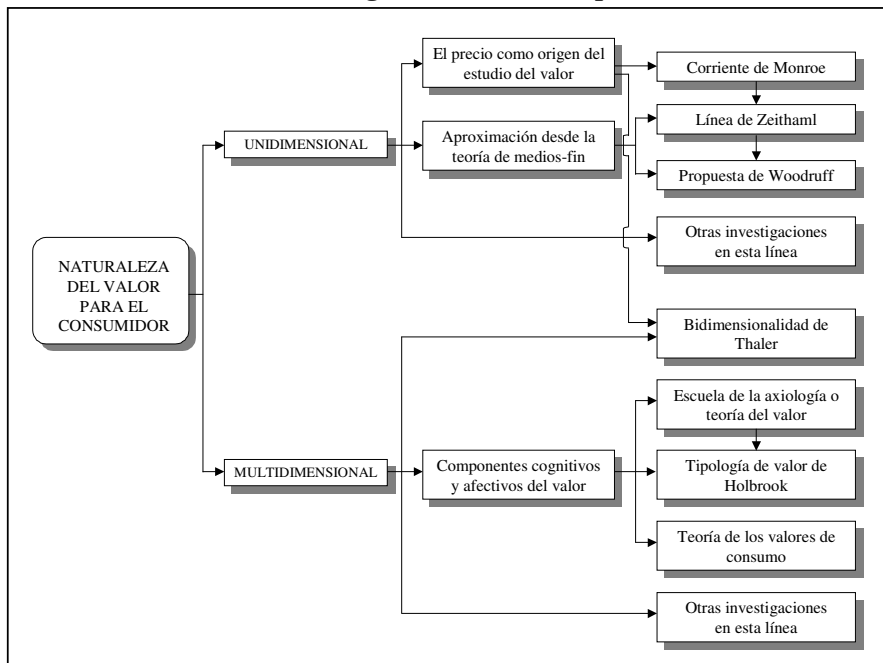 El precio como origen del
estudio del valor
Corriente de Monroe
UNIDIMENSIONAL
Aproximación desde la
teoría de medios-fin
Línea de Zeithaml
Propuesta de Woodruff
Otras investigaciones
en esta línea
NATURALEZA
DEL VALOR
PARA EL
CONSUMIDOR
Bidimensionalidad de
Thaler
MULTIDIMENSIONAL
Componentes cognitivos
y afectivos del valor
Escuela de la axiología o
teoría del valor
Tipología de valor de
Holbrook
Teoría de los valores de
consumo
Otras investigaciones
en esta línea